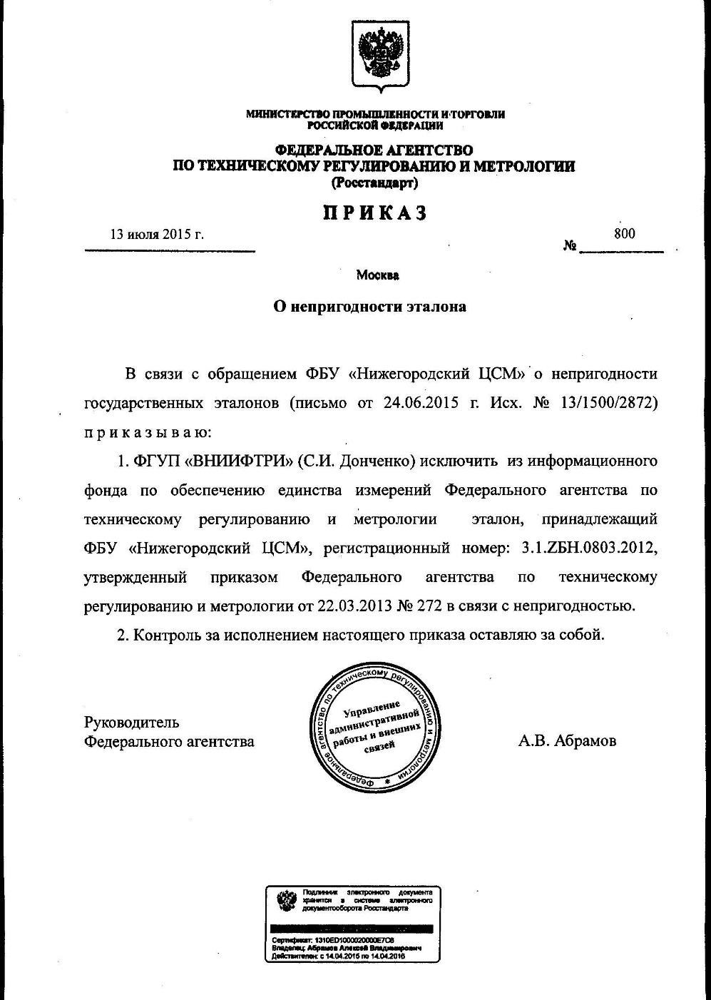 МИНИСТЕРСТВО ПРОМЫШЛЕННОСТИ И ТОРГОВЛИ
РОССИЙСКОЙ ФЕДЕРАЦИИ
ФЕДЕРАЛЬНОЕ АГЕНТСТВО
ПО ТЕХНИЧЕСКОМУ РЕГУЛИРОВАНИЮ И МЕТРОЛОГИИ
(Росстандарт)
П Р И К А З
13 июля 2015 г.
№ 800
Москва
О непригодности эталона
В связи с обращением ФБУ «Нижегородский ЦСМ» о непригодности
государственных эталонов (письмо от 24.06.2015 г. Исх. № 13/1500/2872)
п р и к а з ы в а ю:
1. ФГУП «ВНИИФТРИ» (С.И. Донченко) исключить из информационного
фонда по обеспечению единства измерений Федерального агентства по
техническому регулированию и метрологии эталон, принадлежащий
ФБУ «Нижегородский ЦСМ», регистрационный номер: 3.1.ZБН.0803.2012,
утвержденный приказом Федерального агентства по техническому
регулированию и метрологии от 22.03.2013 № 272 в связи с непригодностью.
2. Контроль за исполнением настоящего приказа оставляю за собой.
Руководитель
Федерального агентства
А.В. Абрамов
Федеральное агентство по техническому регулированию и метрологии *
Управление
административной
работы и внешних
связей
Подлинник электронного документа
хранится в системе электронного
документооборота Росстандарта
Сертификат: 1310ED1000020000E7C6
Владелец: Абрамов Алексей Владимирович
Действителен: с 14.04.2015 по 14.04.2016